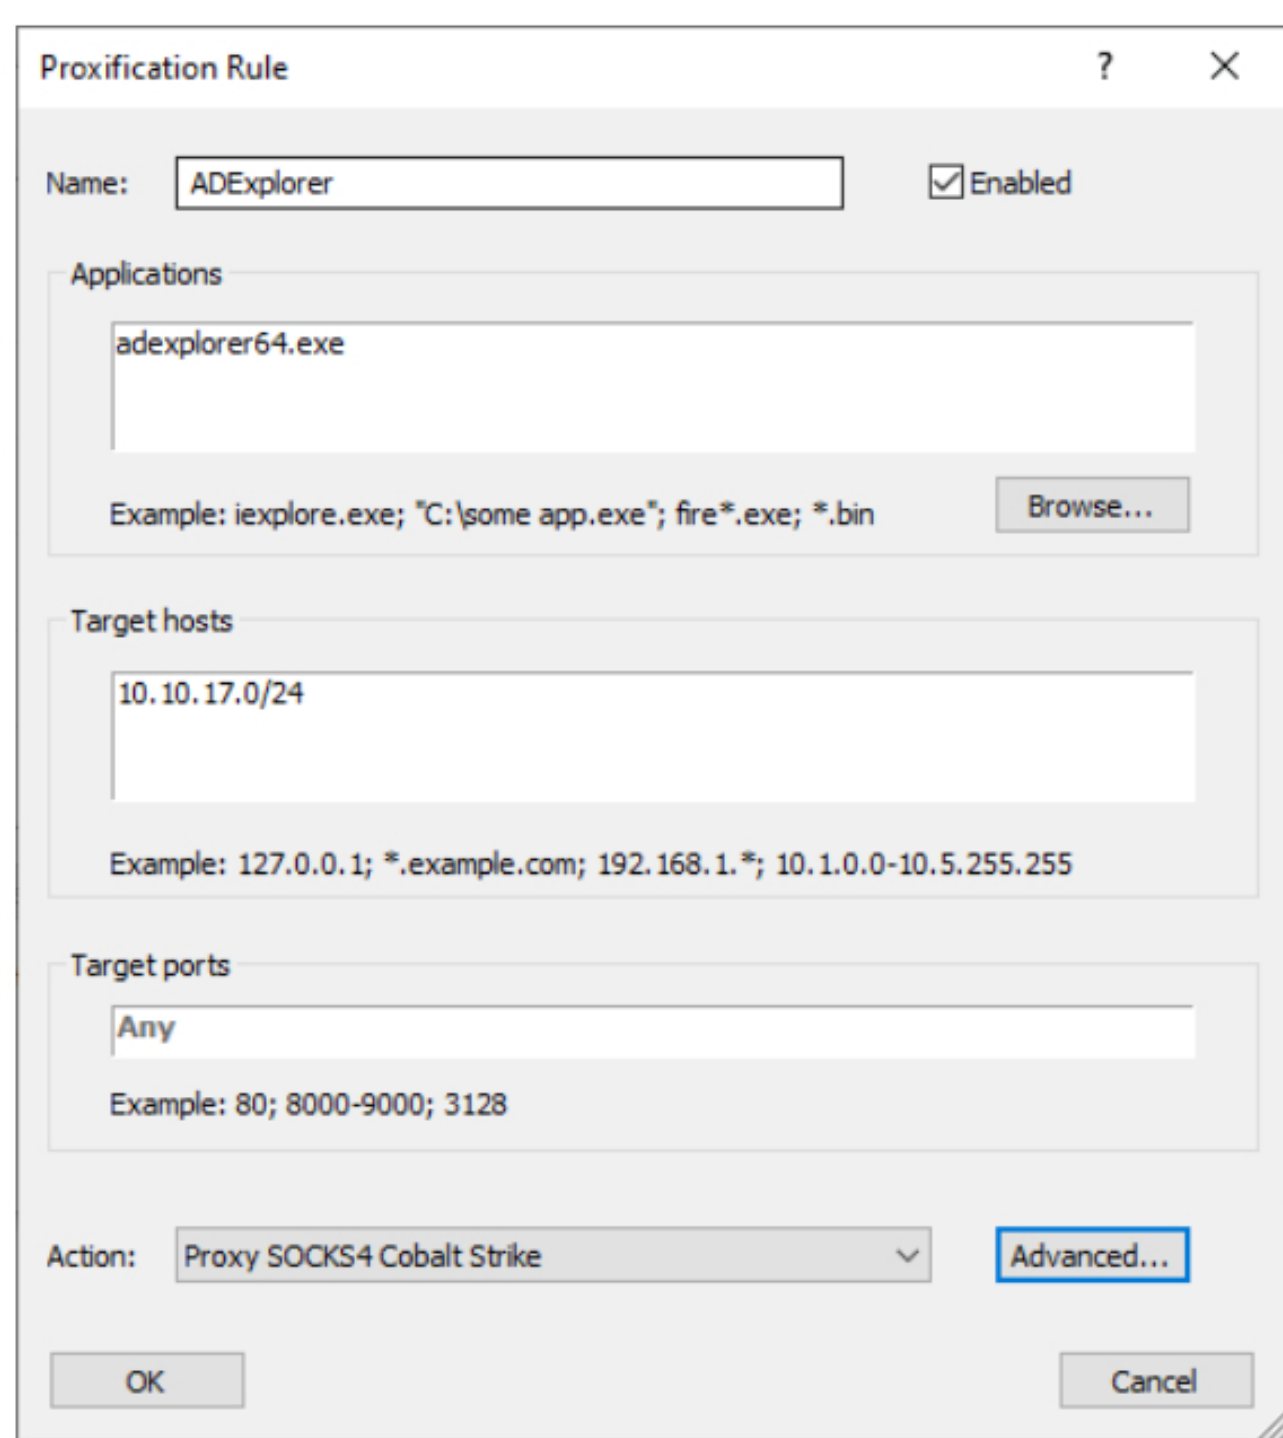 Proxification Rule ?
Name: ADExplorer Enabled
Applications
adexplorer64.exe
Example: iexplore.exe; "C:\some app.exe"; fire*.exe; *.bin Browse...
Target hosts
10.10.17.0/24
Example: 127.0.0.1; *.example.com; 192.168.1.*; 10.1.0.0-10.5.255.255
Target ports
Any
Example: 80; 8000-9000; 3128
Action: Proxy SOCKS4 Cobalt Strike Advanced...
OK Cancel